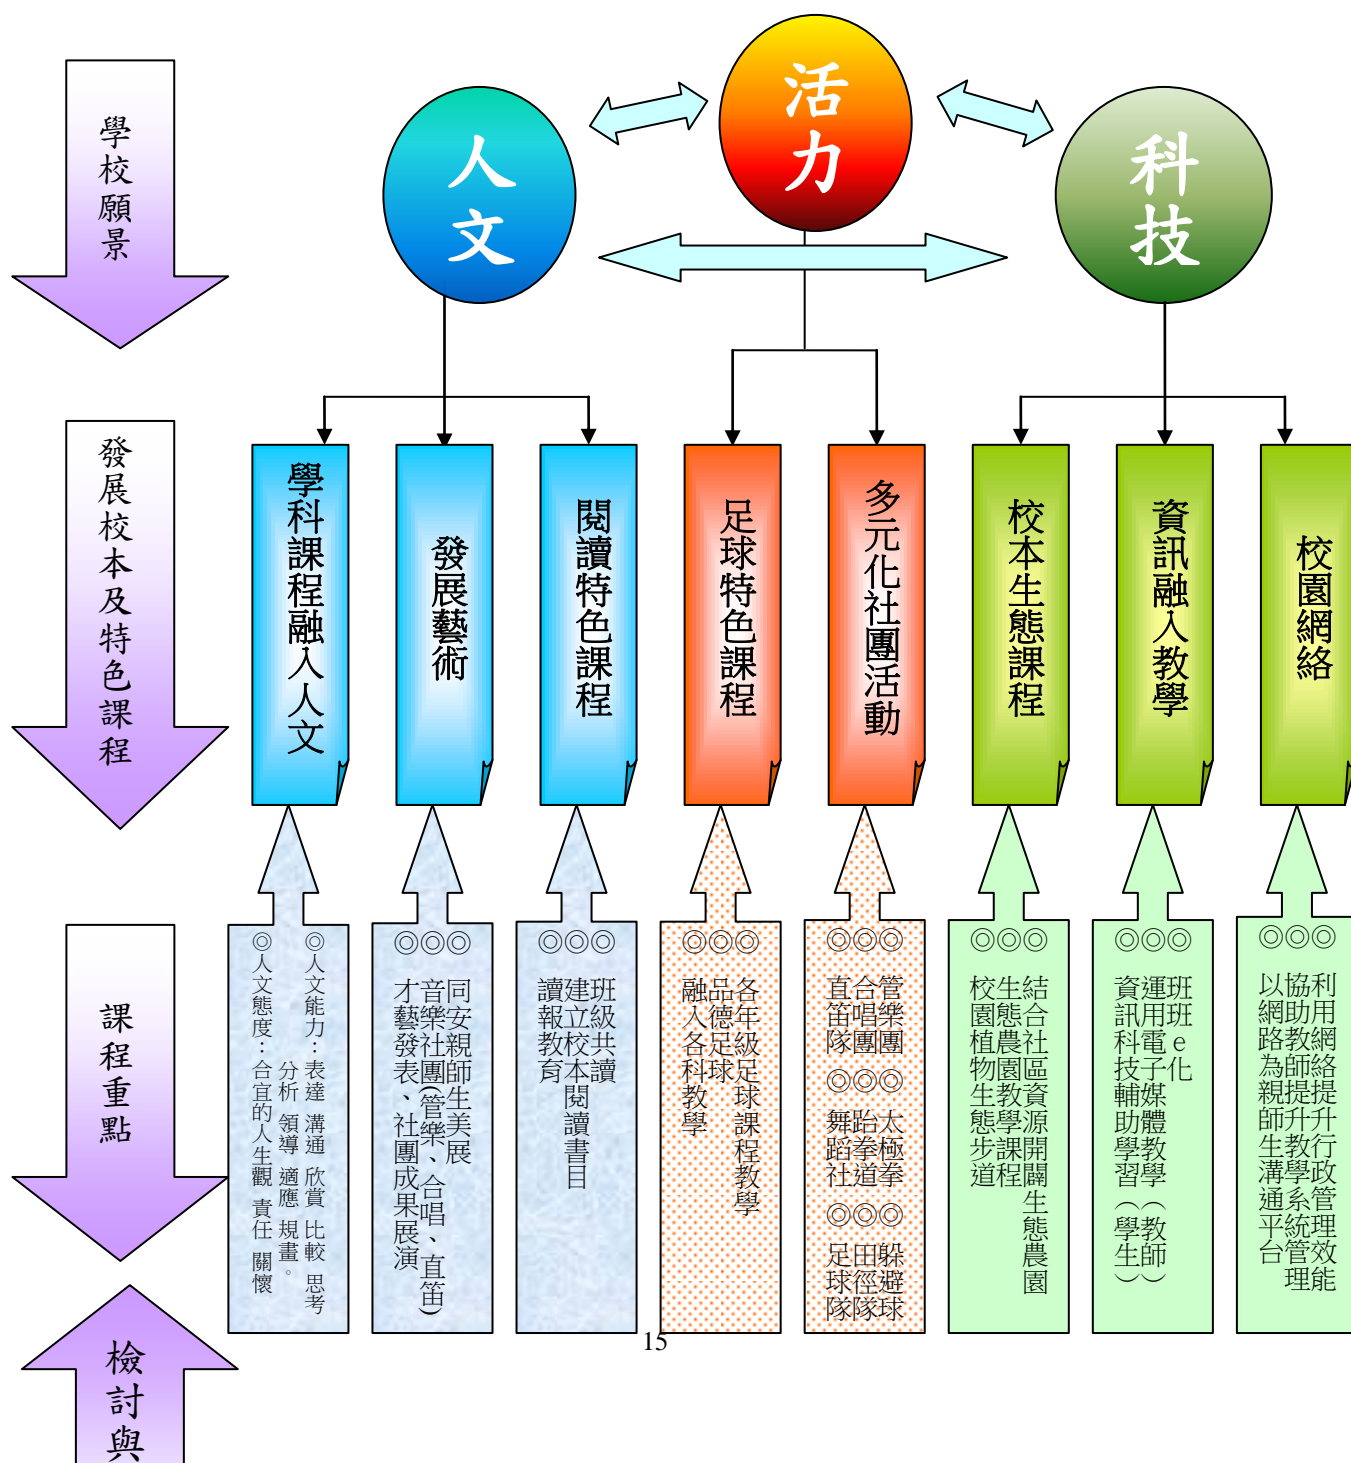 學校願景
人文
活力
科技
發展校本及特色課程
學科課程融入人文
發展藝術
閱讀特色課程
足球特色課程
多元化社團活動
校本生態課程
資訊融入教學
校園網絡
課程重點
◎人文能力：表達 溝通 欣賞 比較 思考
分析 領導 適應 規畫。
◎人文態度：合宜的人生觀 責任 關懷
◎同安親師生美展
◎音樂社團(管樂、合唱、直笛)
◎才藝發表、社團成果展演
◎班級共讀
◎建立校本閱讀書目
◎讀報教育
◎各年級足球課程教學
◎品德足球
◎融入各科教學
◎管樂團
◎合唱團
◎直笛隊
◎太極拳
◎跆拳道
◎舞蹈社
◎躲避球
◎田徑隊
◎足球隊
◎結合社區資源開闢生態農園
◎生態農園教學課程
◎校園植物生態步道
◎班班e化
◎運用電子媒體教學（教師）
◎資訊科技輔助學習（學生）
◎利用網絡提升行政管理效能
◎協助教師提升教學系統管理
◎以網路為親師生溝通平台
檢討與
15